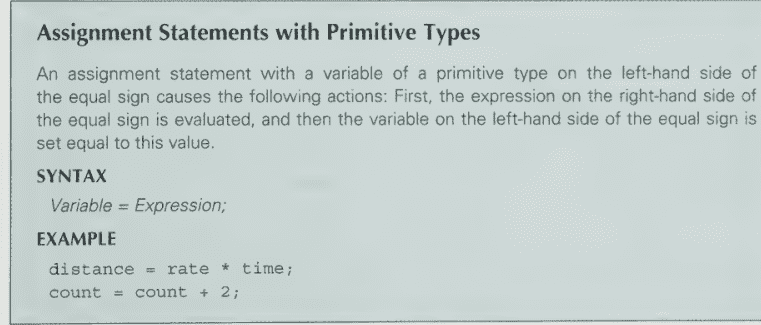 Assignment Statements with Primitive Types
An assignment statement with a variable of a primitive type on the left-hand side of
the equal sign causes the following actions: First, the expression on the right-hand side of
the equal sign is evaluated, and then the variable on the left-hand side of the equal sign is
set equal to this value.
SYNTAX
Variable = Expression;
EXAMPLE
distance = rate * time;
count = count + 2;